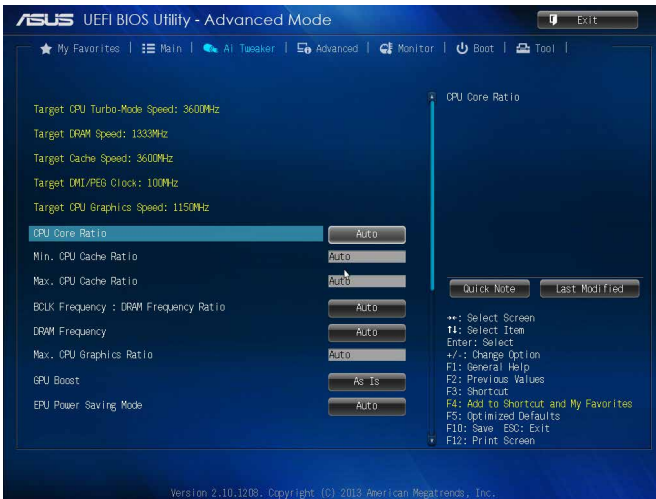 ASUS UEFI BIOS Utility - Advanced Mode
Exit
My Favorites | Main | Ai Tweaker | Advanced | Monitor | Boot | Tool |
Target CPU Turbo-Mode Speed: 3600MHz
Target DRAM Speed: 1333MHz
Target Cache Speed: 3600MHz
Target DMI/PEG Clock: 100MHz
Target CPU Graphics Speed: 1150MHz
CPU Core Ratio Auto
Min. CPU Cache Ratio Auto
Max. CPU Cache Ratio Auto
BCLK Frequency : DRAM Frequency Ratio Auto
DRAM Frequency Auto
Max. CPU Graphics Ratio Auto
GPU Boost As Is
EPU Power Saving Mode Auto
CPU Core Ratio
Quick Note Last Modified
→←: Select Screen
↑↓: Select Item
Enter: Select
+/-: Change Option
F1: General Help
F2: Previous Values
F3: Shortcut
F4: Add to Shortcut and My Favorites
F5: Optimized Defaults
F10: Save ESC: Exit
F12: Print Screen
Version 2.10.1208. Copyright (C) 2013 American Megatrends, Inc.